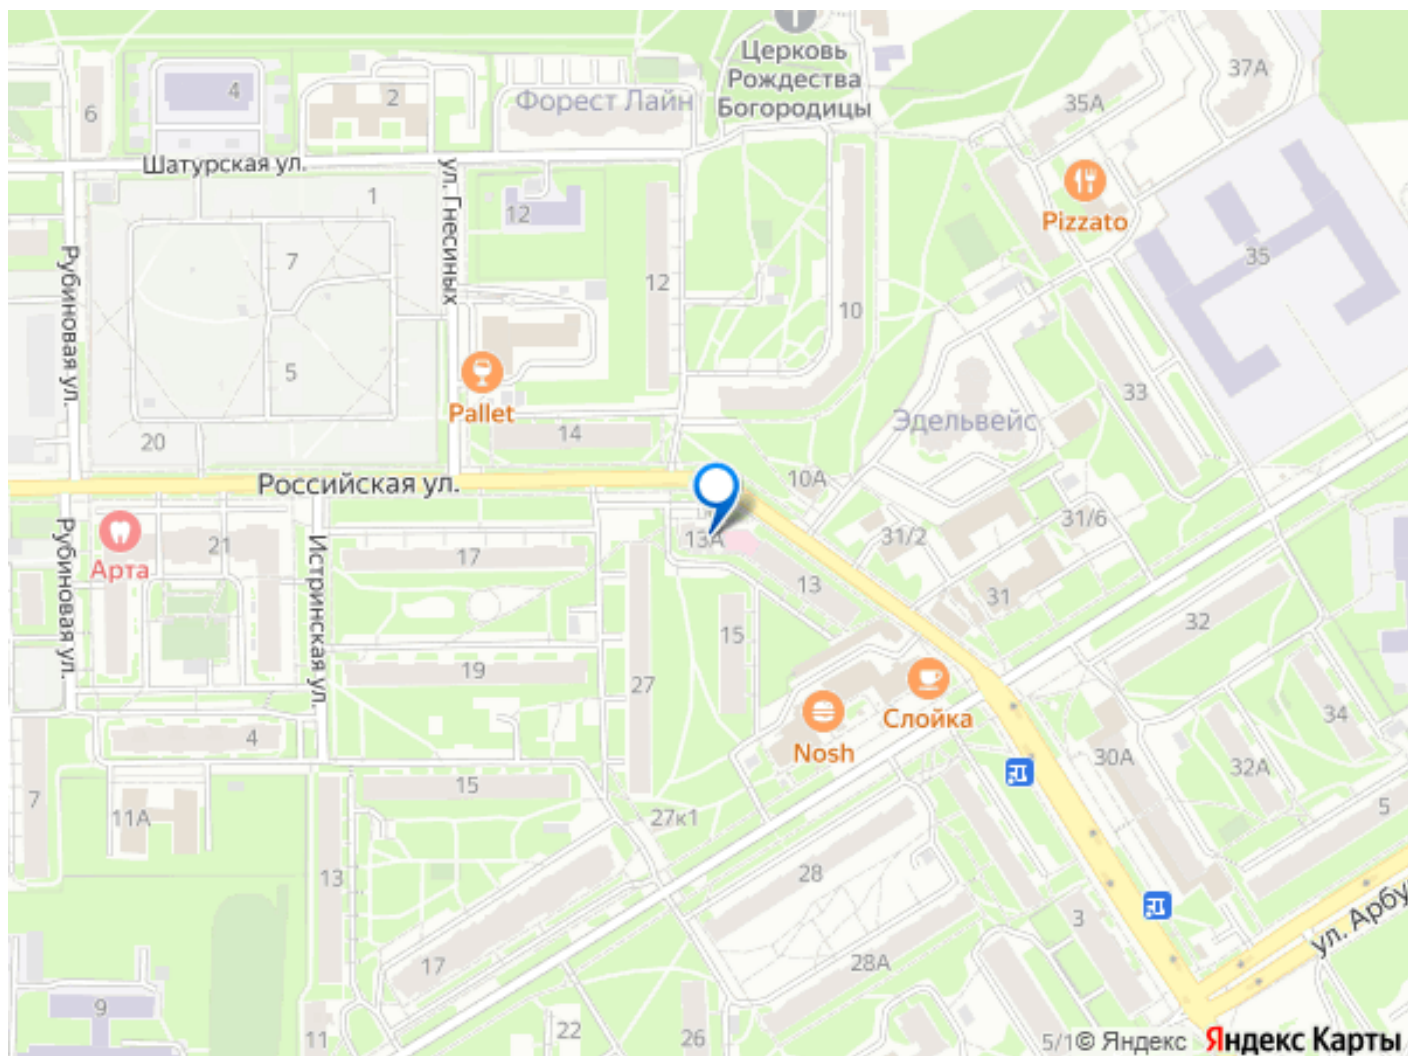 Церковь
Рождества
Богородицы
37А
4
2
6
Форест Лайн
35А
Шатурская ул.
ул. Гнесиных
1
12
Pizzato
7
12
35
Рубиновая ул.
10
5
33
Pallet
Эдельвейс
14
20
Российская ул.
10А
31/6
Рубиновая ул.
Арта
21
Истринская ул.
17
13А
31/2
13
31
15
32
19
27
Слойка
34
4
Nosh
30А
32А
15
7
11А
27к1
5
13
28
3
ул. Арбу
17
28А
9
11
22
26
5/1
© Яндекс
Яндекс Карты